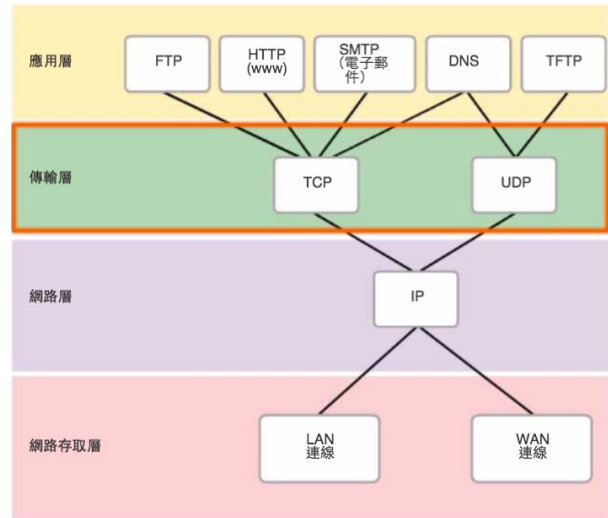 應用層
FTP
HTTP
(www)
SMTP
(電子郵
件)
DNS
TFTP
傳輸層
TCP
UDP
網路層
IP
網路存取層
LAN
連線
WAN
連線